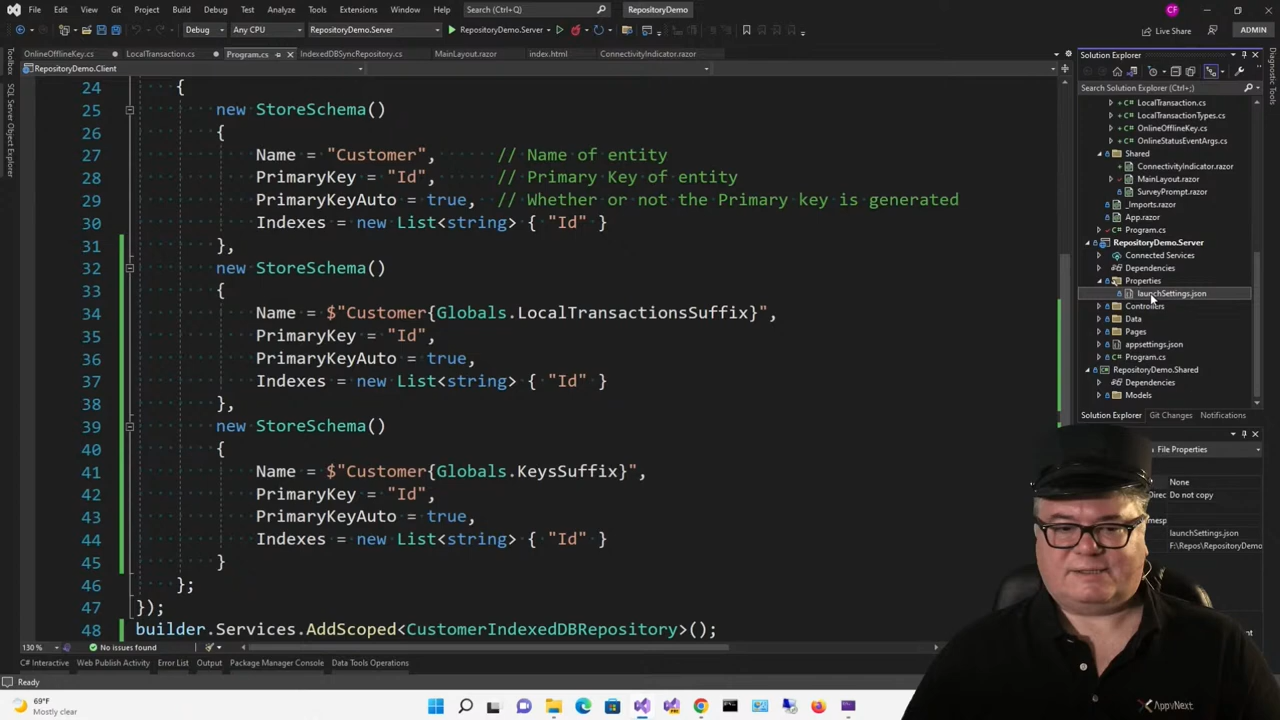 File Edit View Git Project Build Debug Test Analyze Tools Extensions Window Help Search (Ctrl+Q) RepositoryDemo CF
Debug Any CPU RepositoryDemo.Server RepositoryDemo.Server Live Share ADMIN
OnlineOfflineKey.cs LocalTransaction.cs Program.cs IndexedDBSyncRepository.cs MainLayout.razor index.html ConnectivityIndicator.razor
RepositoryDemo.Client
Toolbox
SQL Server Object Explorer
24 {
25 new StoreSchema()
26 {
27 Name = "Customer", // Name of entity
28 PrimaryKey = "Id", // Primary Key of entity
29 PrimaryKeyAuto = true, // Whether or not the Primary key is generated
30 Indexes = new List<string> { "Id" }
31 },
32 new StoreSchema()
33 {
34 Name = $"Customer{Globals.LocalTransactionsSuffix}",
35 PrimaryKey = "Id",
36 PrimaryKeyAuto = true,
37 Indexes = new List<string> { "Id" }
38 },
39 new StoreSchema()
40 {
41 Name = $"Customer{Globals.KeysSuffix}",
42 PrimaryKey = "Id",
43 PrimaryKeyAuto = true,
44 Indexes = new List<string> { "Id" }
45 }
46 };
47 });
48 builder.Services.AddScoped<CustomerIndexedDBRepository>();
130 % No issues found
C# Interactive Web Publish Activity Error List Output Package Manager Console Data Tools Operations
Ready
Solution Explorer
Search Solution Explorer (Ctrl+;)
LocalTransaction.cs
LocalTransactionTypes.cs
OnlineOfflineKey.cs
OnlineStatusEventArgs.cs
Shared
ConnectivityIndicator.razor
MainLayout.razor
SurveyPrompt.razor
_Imports.razor
App.razor
Program.cs
RepositoryDemo.Server
Connected Services
Dependencies
Properties
launchSettings.json
Controllers
Data
Pages
appsettings.json
Program.cs
RepositoryDemo.Shared
Dependencies
Models
Solution Explorer Git Changes Notifications
File Properties
None
Do not copy
launchSettings.json
F:\Repos\RepositoryDemo
Diagnostic Tools
69°F
Mostly clear
AppvNext